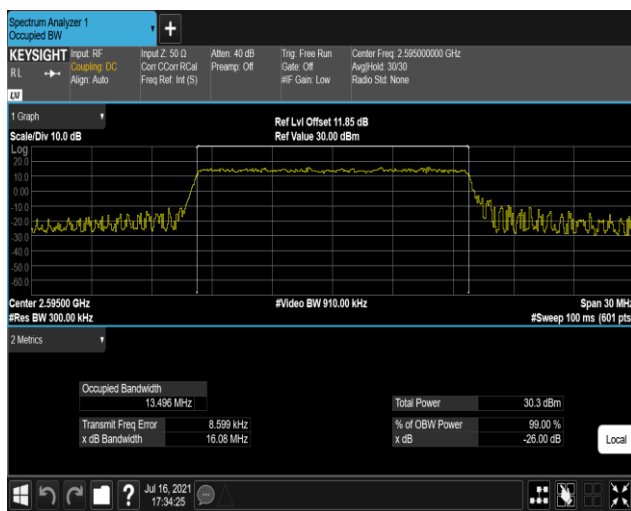 Spectrum Analyzer 1
Occupied BW
+
KEYSIGHT Input: RF Input Z: 50 Ω Atten: 40 dB Trig: Free Run Center Freq: 2.595000000 GHz
RL Coupling: DC Corr CCorr RCal Preamp: Off Gate: Off Avg|Hold: 30/30
Align: Auto Freq Ref: Int (S) #IF Gain: Low Radio Std: None
LXI
1 Graph
Ref Lvl Offset 11.85 dB
Scale/Div 10.0 dB Ref Value 30.00 dBm
Log
20.0
10.0
0.00
-10.0
-20.0
-30.0
-40.0
-50.0
-60.0
Center 2.59500 GHz #Video BW 910.00 kHz Span 30 MHz
#Res BW 300.00 kHz #Sweep 100 ms (601 pts
2 Metrics
Occupied Bandwidth
13.496 MHz Total Power 30.3 dBm
Transmit Freq Error 8.599 kHz % of OBW Power 99.00 %
x dB Bandwidth 16.08 MHz x dB -26.00 dB
Local
? Jul 16, 2021
17:34:25